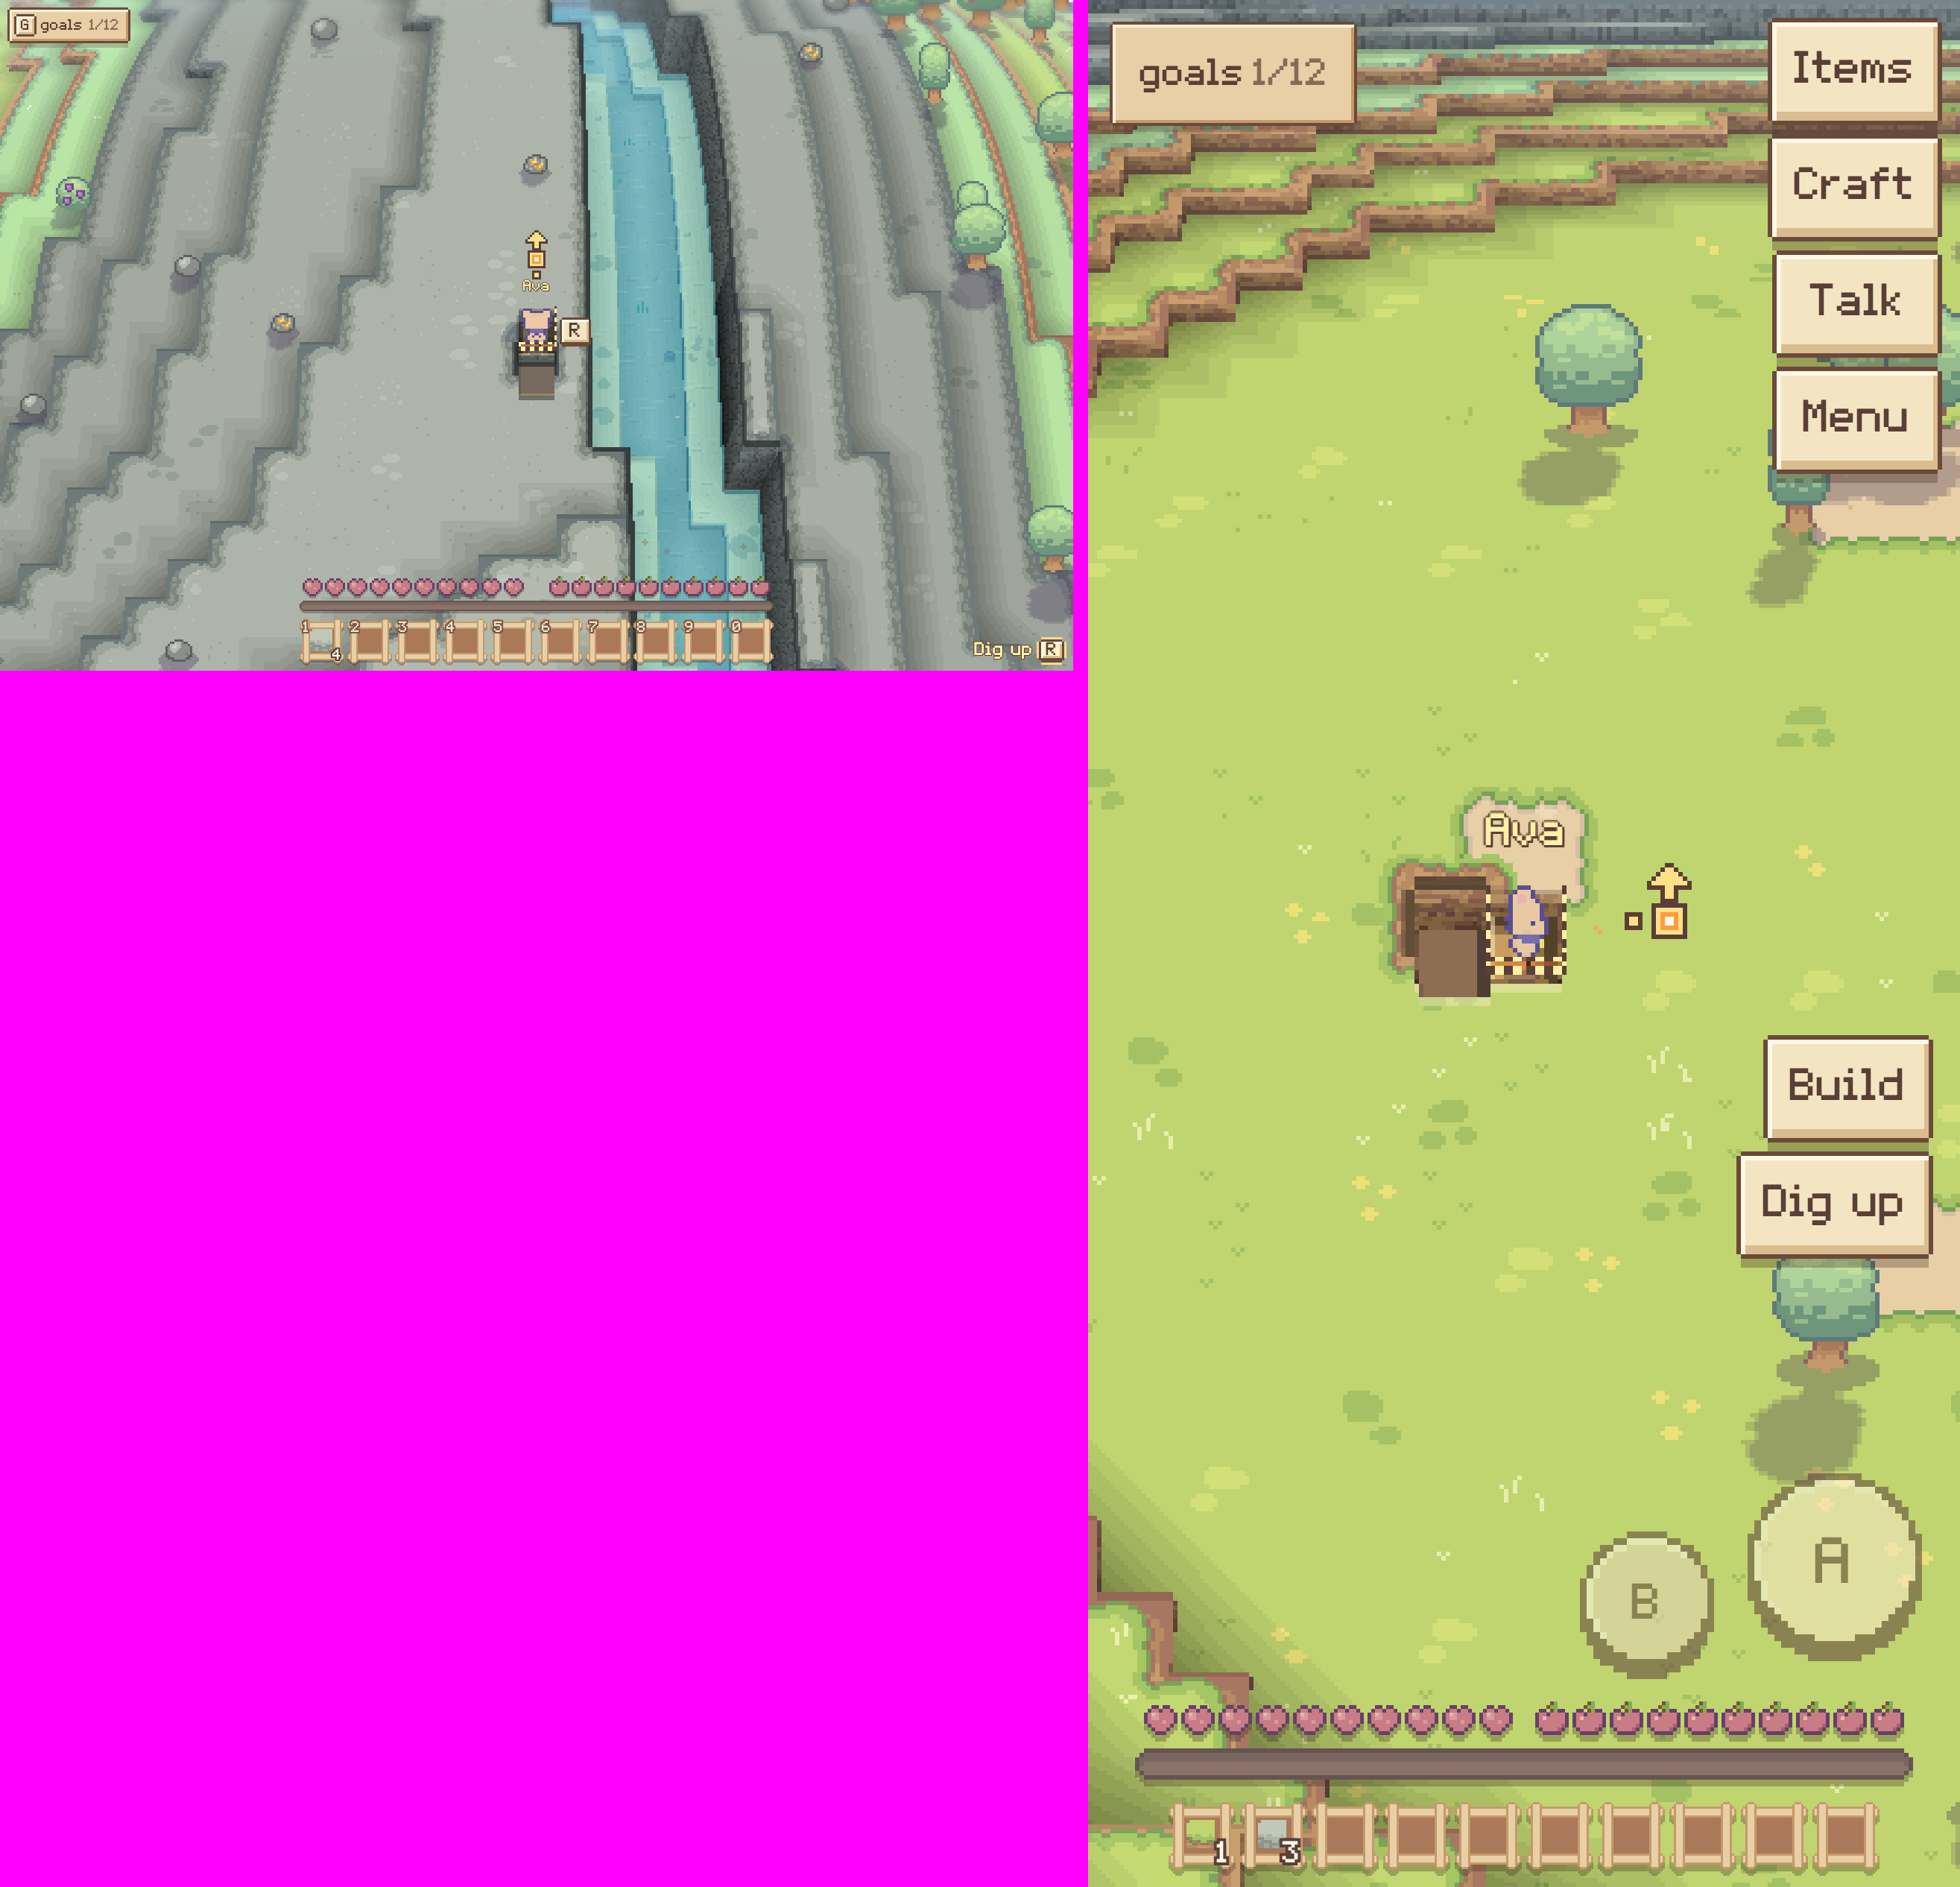 G goals 1/12
Ava
R
1 2 3 4 5 6 7 8 9 0
4
Dig up R
goals 1/12
Items
Craft
Talk
Menu
Ava
Build
Dig up
A
B
1 3